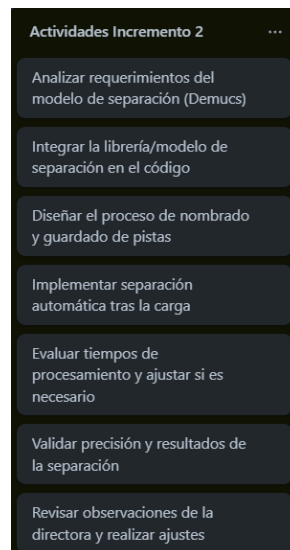 Actividades Incremento 2 ...
Analizar requerimientos del
modelo de separación (Demucs)
Integrar la librería/modelo de
separación en el código
Diseñar el proceso de nombrado
y guardado de pistas
Implementar separación
automática tras la carga
Evaluar tiempos de
procesamiento y ajustar si es
necesario
Validar precisión y resultados de
la separación
Revisar observaciones de la
directora y realizar ajustes